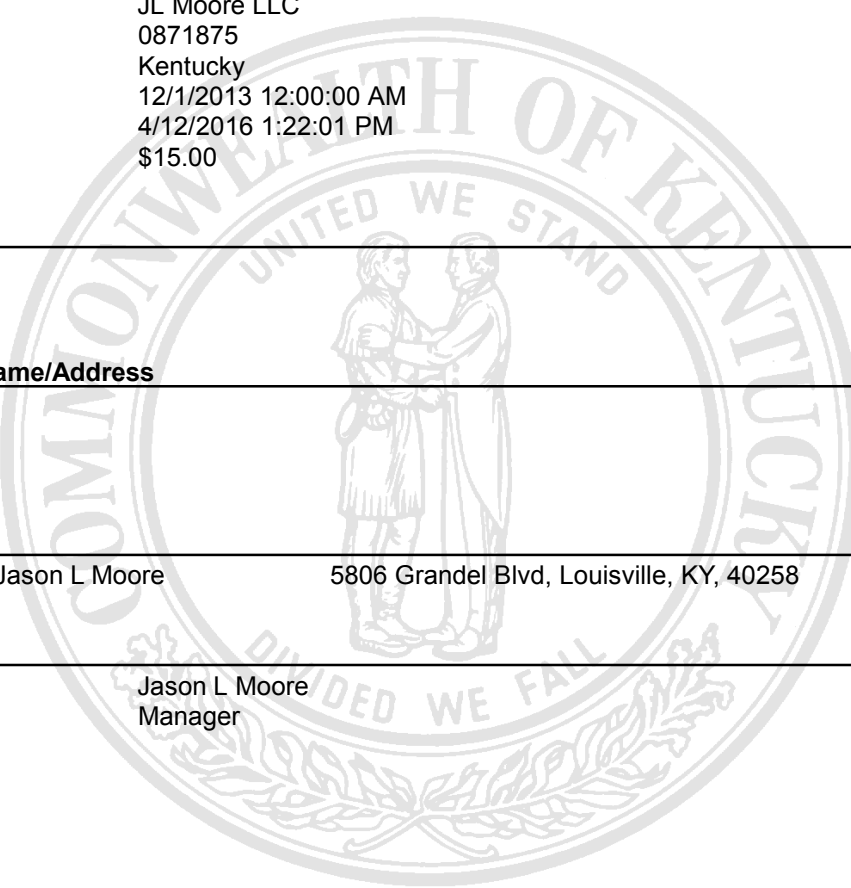 JL Moore LLC
0871875
Kentucky
12/1/2013 12:00:00 AM
4/12/2016 1:22:01 PM
$15.00
COMMONWEALTH OF KENTUCKY
UNITED WE STAND
ame/Address
Jason L Moore 5806 Grandel Blvd, Louisville, KY, 40258
DIVIDED WE FALL
Jason L Moore
Manager